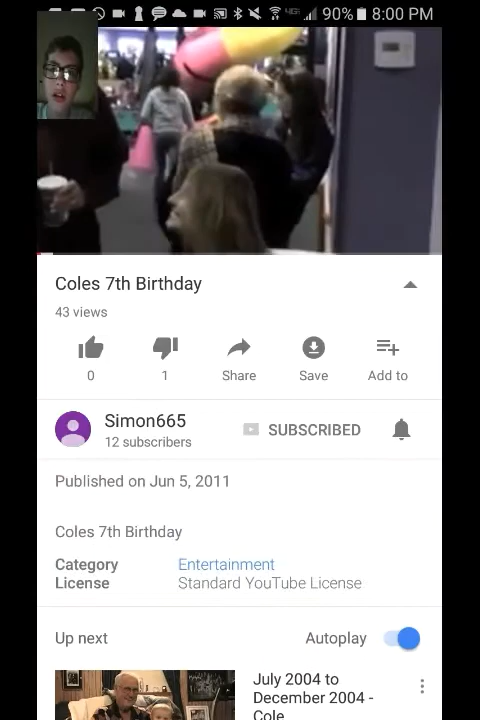 90% 8:00 PM
Coles 7th Birthday
43 views
0
1
Share
Save
Add to
Simon665
12 subscribers
SUBSCRIBED
Published on Jun 5, 2011
Coles 7th Birthday
Category Entertainment
License Standard YouTube License
Up next
Autoplay
July 2004 to
December 2004 -
Cole